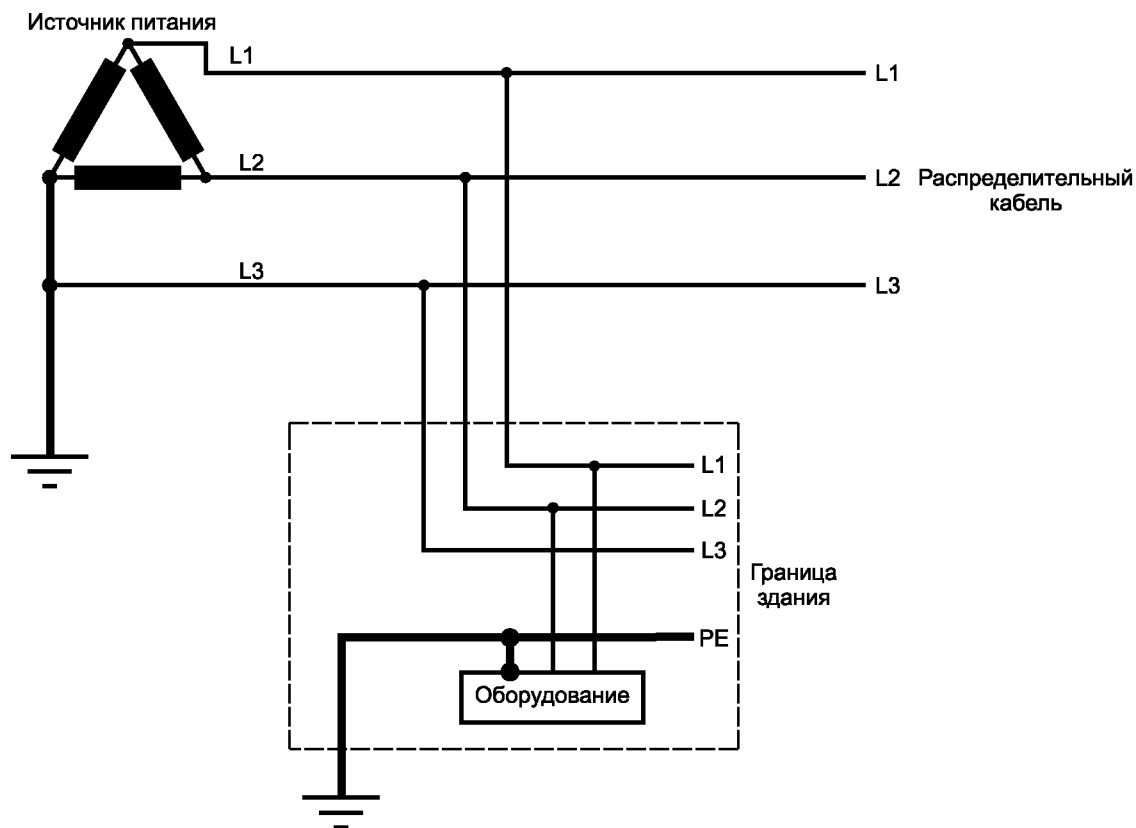 Источник питания
L1
L1
L2
L2
Распределительный
кабель
L3
L3
L1
L2
L3
Граница
здания
PE
Оборудование